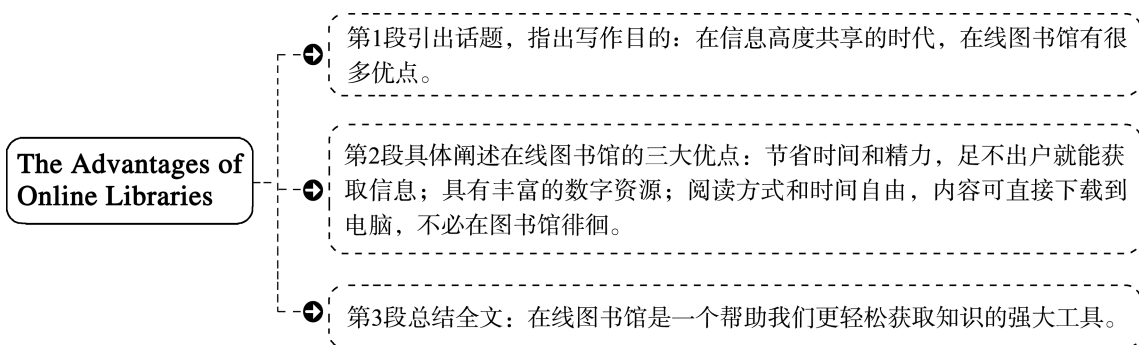 The Advantages of
Online Libraries
第1段引出话题，指出写作目的：在信息高度共享的时代，在线图书馆有很
多优点。
第2段具体阐述在线图书馆的三大优点：节省时间和精力，足不出户就能获
取信息；具有丰富的数字资源；阅读方式和时间自由，内容可直接下载到
电脑，不必在图书馆徘徊。
第3段总结全文：在线图书馆是一个帮助我们更轻松获取知识的强大工具。